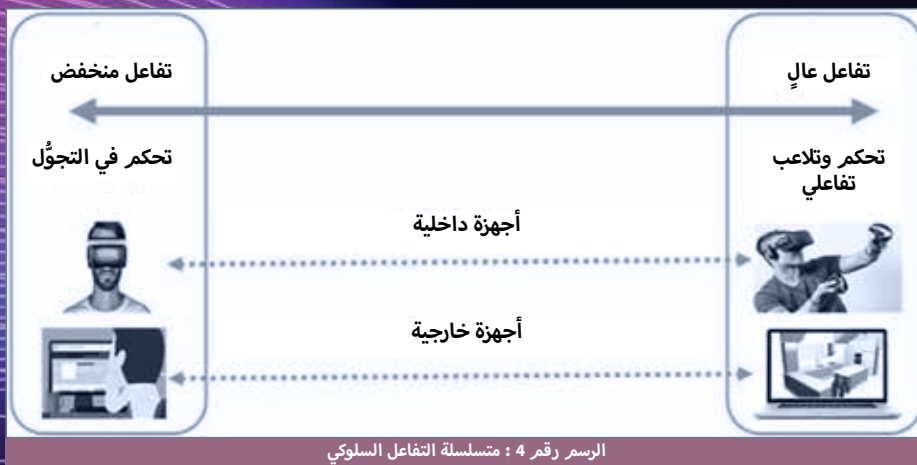 تفاعل عالٍ
تفاعل منخفض
تحكم وتلاعب
تفاعلي
تحكم في التجوُّل
أجهزة داخلية
أجهزة خارجية
الرسم رقم 4 : متسلسلة التفاعل السلوكي